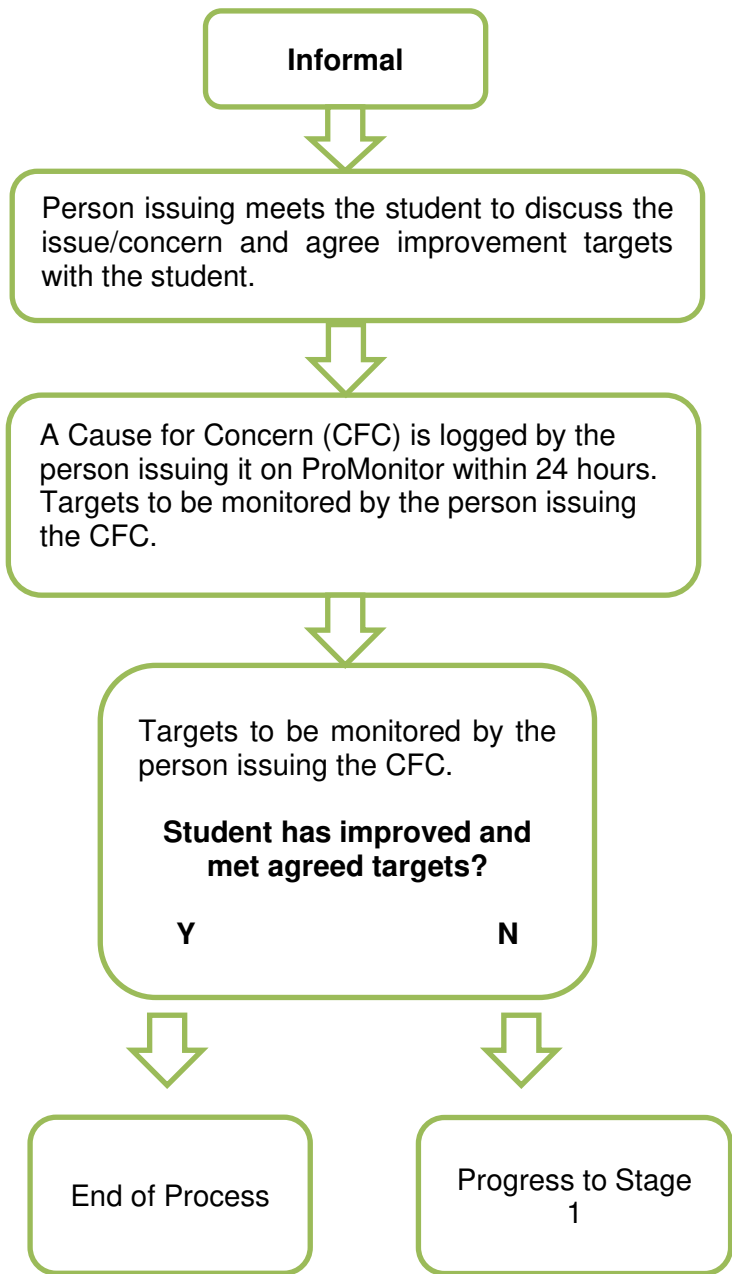 Informal
Person issuing meets the student to discuss the
issue/concern and agree improvement targets
with the student.
A Cause for Concern (CFC) is logged by the
person issuing it on ProMonitor within 24 hours.
Targets to be monitored by the person issuing
the CFC.
Targets to be monitored by the
person issuing the CFC.
Student has improved and
met agreed targets?
Y N
End of Process
Progress to Stage
1